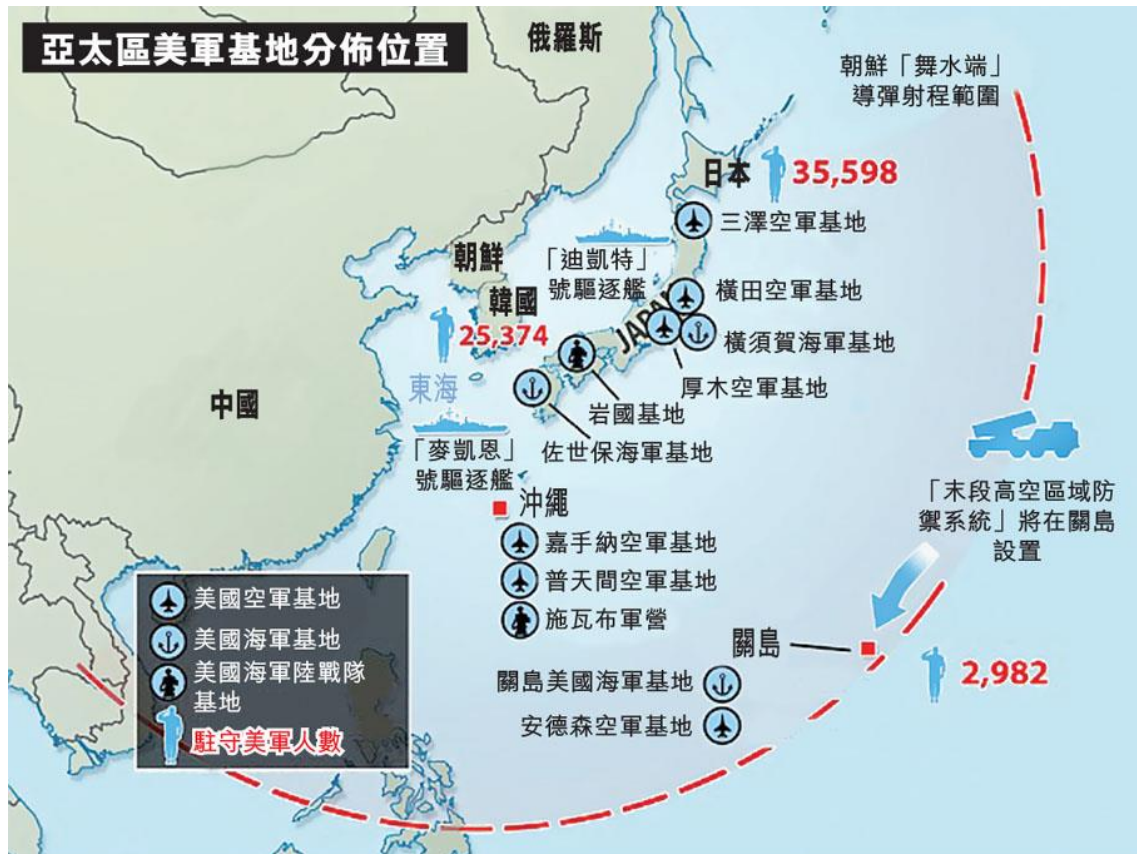 亞太區美軍基地分佈位置
俄羅斯
朝鮮「舞水端」
導彈射程範圍
日本
35,598
三澤空軍基地
朝鮮
「迪凱特」
號驅逐艦
橫田空軍基地
韓國
JAPAN
25,374
橫須賀海軍基地
厚木空軍基地
東海
中國
岩國基地
「麥凱恩」
號驅逐艦
佐世保海軍基地
「末段高空區域防
禦系統」將在關島
設置
沖繩
嘉手納空軍基地
普天間空軍基地
施瓦布軍營
美國空軍基地
美國海軍基地
美國海軍陸戰隊
基地
駐守美軍人數
關島
2,982
關島美國海軍基地
安德森空軍基地